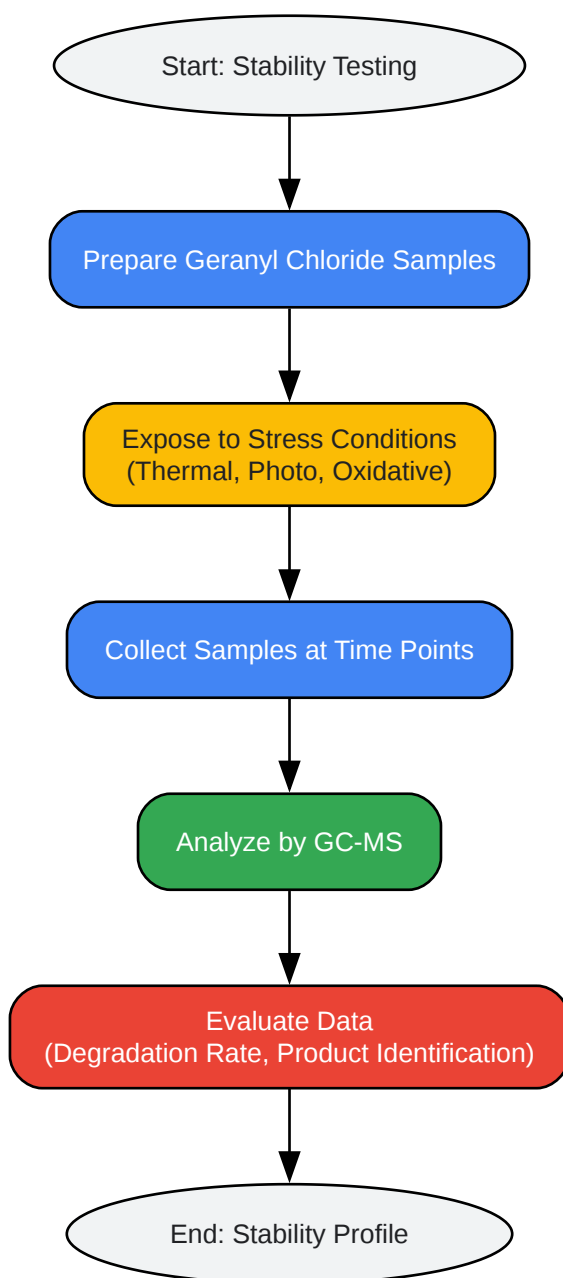 Start: Stability Testing
Prepare Geranyl Chloride Samples
Expose to Stress Conditions
(Thermal, Photo, Oxidative)
Collect Samples at Time Points
Analyze by GC-MS
Evaluate Data
(Degradation Rate, Product Identification)
End: Stability Profile